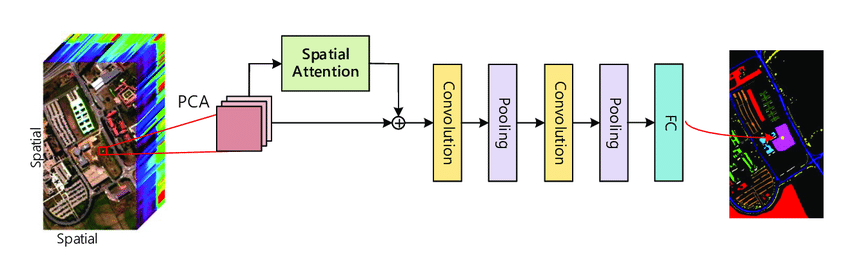 Spatial
Attention
PCA
Spatial
Spatial
Convolution
Pooling
Convolution
Pooling
FC